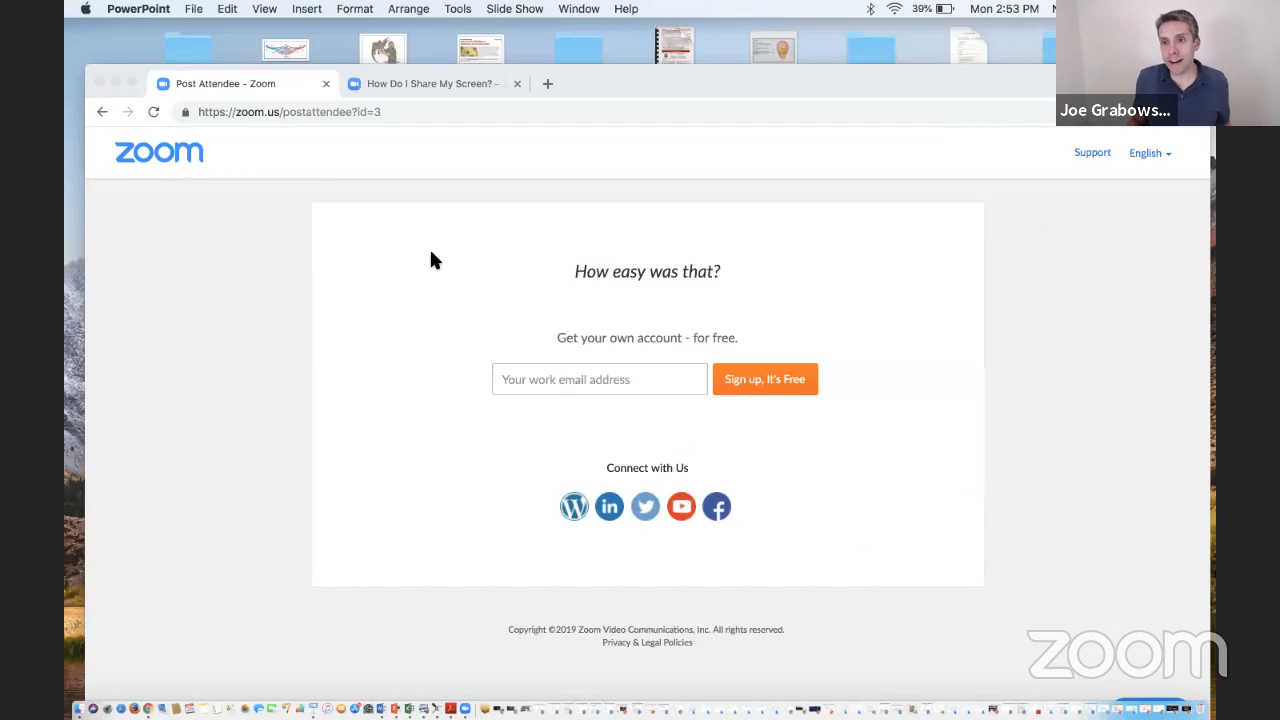 PowerPoint File Edit View Insert Format Arrange Tools Slide Show Window Help 39% Mon 2:53 PM
Post Attendee - Zoom How Do I Share My Screen? –
https://zoom.us/postattendee?id=3
Joe Grabows...
zoom
Support English
How easy was that?
Get your own account - for free.
Your work email address Sign up, It's Free
Connect with Us
Copyright ©2019 Zoom Video Communications, Inc. All rights reserved.
Privacy & Legal Policies
zoom